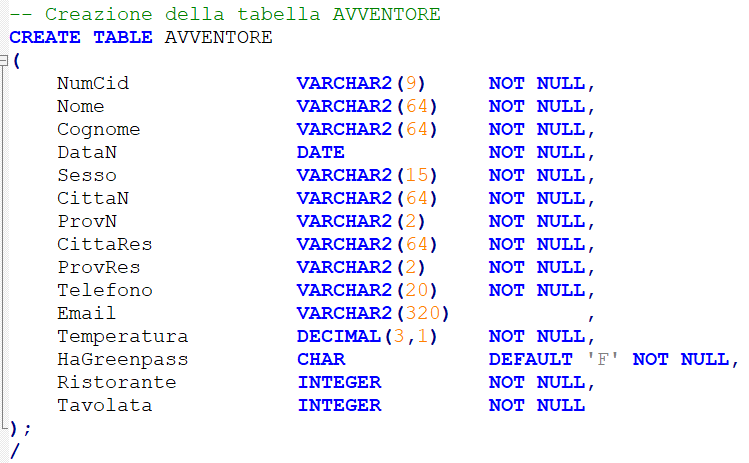 -- Creazione della tabella AVVENTORE
CREATE TABLE AVVENTORE
(
NumCid VARCHAR2(9) NOT NULL,
Nome VARCHAR2(64) NOT NULL,
Cognome VARCHAR2(64) NOT NULL,
DataN DATE NOT NULL,
Sesso VARCHAR2(15) NOT NULL,
CittaN VARCHAR2(64) NOT NULL,
ProvN VARCHAR2(2) NOT NULL,
CittaRes VARCHAR2(64) NOT NULL,
ProvRes VARCHAR2(2) NOT NULL,
Telefono VARCHAR2(20) NOT NULL,
Email VARCHAR2(320) ,
Temperatura DECIMAL(3,1) NOT NULL,
HaGreenpass CHAR DEFAULT 'F' NOT NULL,
Ristorante INTEGER NOT NULL,
Tavolata INTEGER NOT NULL
);
/